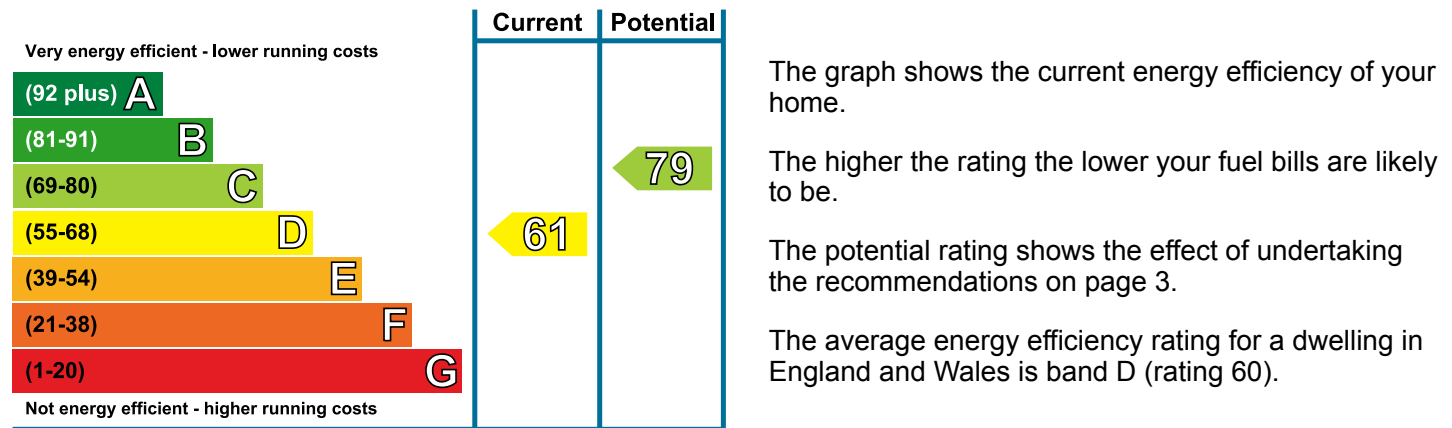 Current Potential
Very energy efficient - lower running costs
(92 plus) A
(81-91) B
(69-80) C
79
(55-68) D
61
(39-54) E
(21-38) F
(1-20) G
Not energy efficient - higher running costs
The graph shows the current energy efficiency of your
home.
The higher the rating the lower your fuel bills are likely
to be.
The potential rating shows the effect of undertaking
the recommendations on page 3.
The average energy efficiency rating for a dwelling in
England and Wales is band D (rating 60).